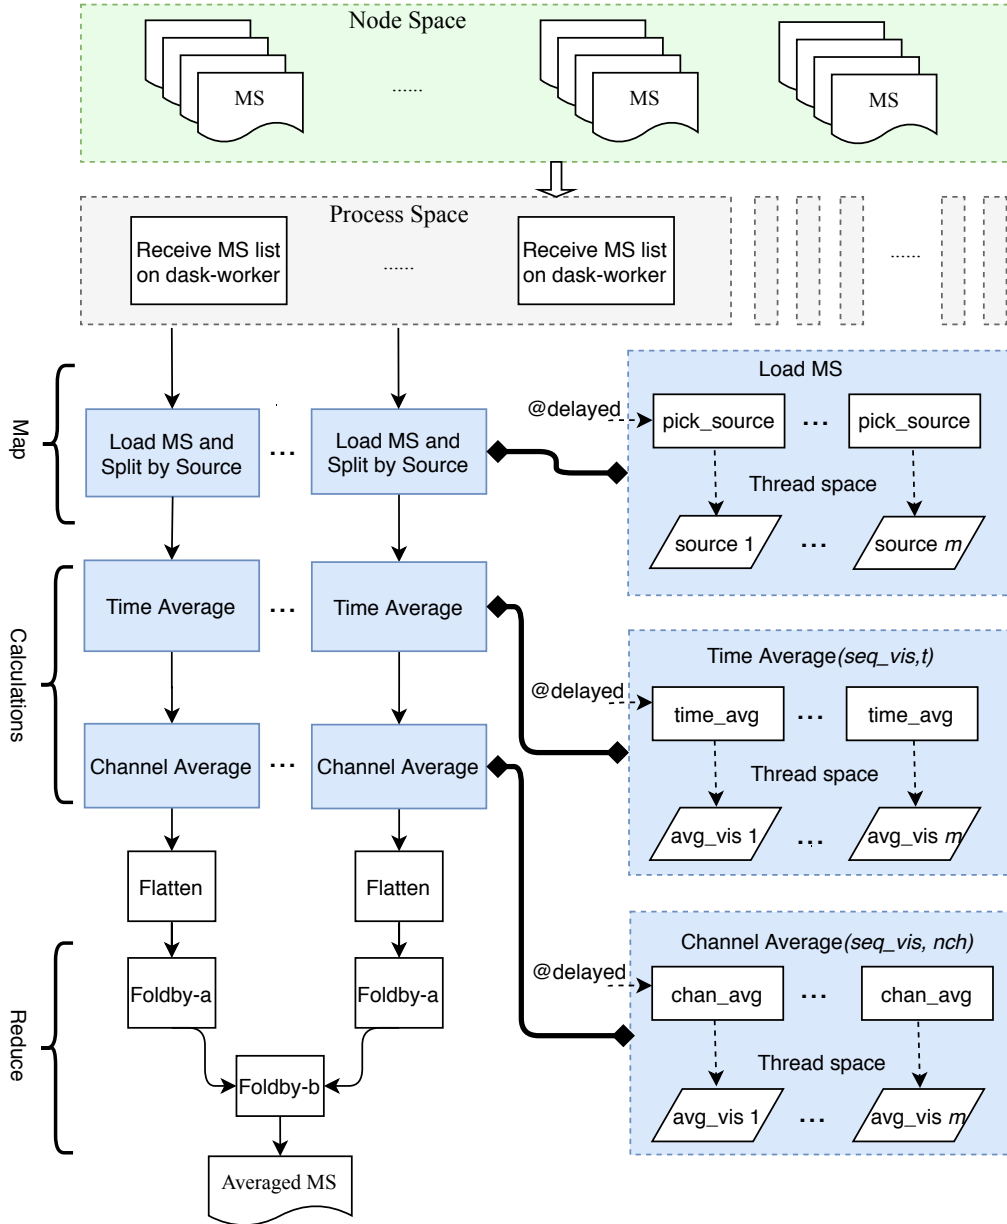 Node Space
MS
......
MS
MS
Process Space
Receive MS list
on dask-worker
......
Receive MS list
on dask-worker
......
Map
Load MS and
Split by Source
...
Load MS and
Split by Source
Load MS
@delayed
pick_source
...
pick_source
Thread space
source 1
...
source m
Calculations
Time Average
...
Time Average
Time Average(seq_vis,t)
@delayed
time_avg
...
time_avg
Thread space
avg_vis 1
...
avg_vis m
Channel Average
...
Channel Average
Flatten
Flatten
Channel Average(seq_vis, nch)
@delayed
chan_avg
...
chan_avg
Thread space
avg_vis 1
...
avg_vis m
Reduce
Foldby-a
Foldby-a
Foldby-b
Averaged MS